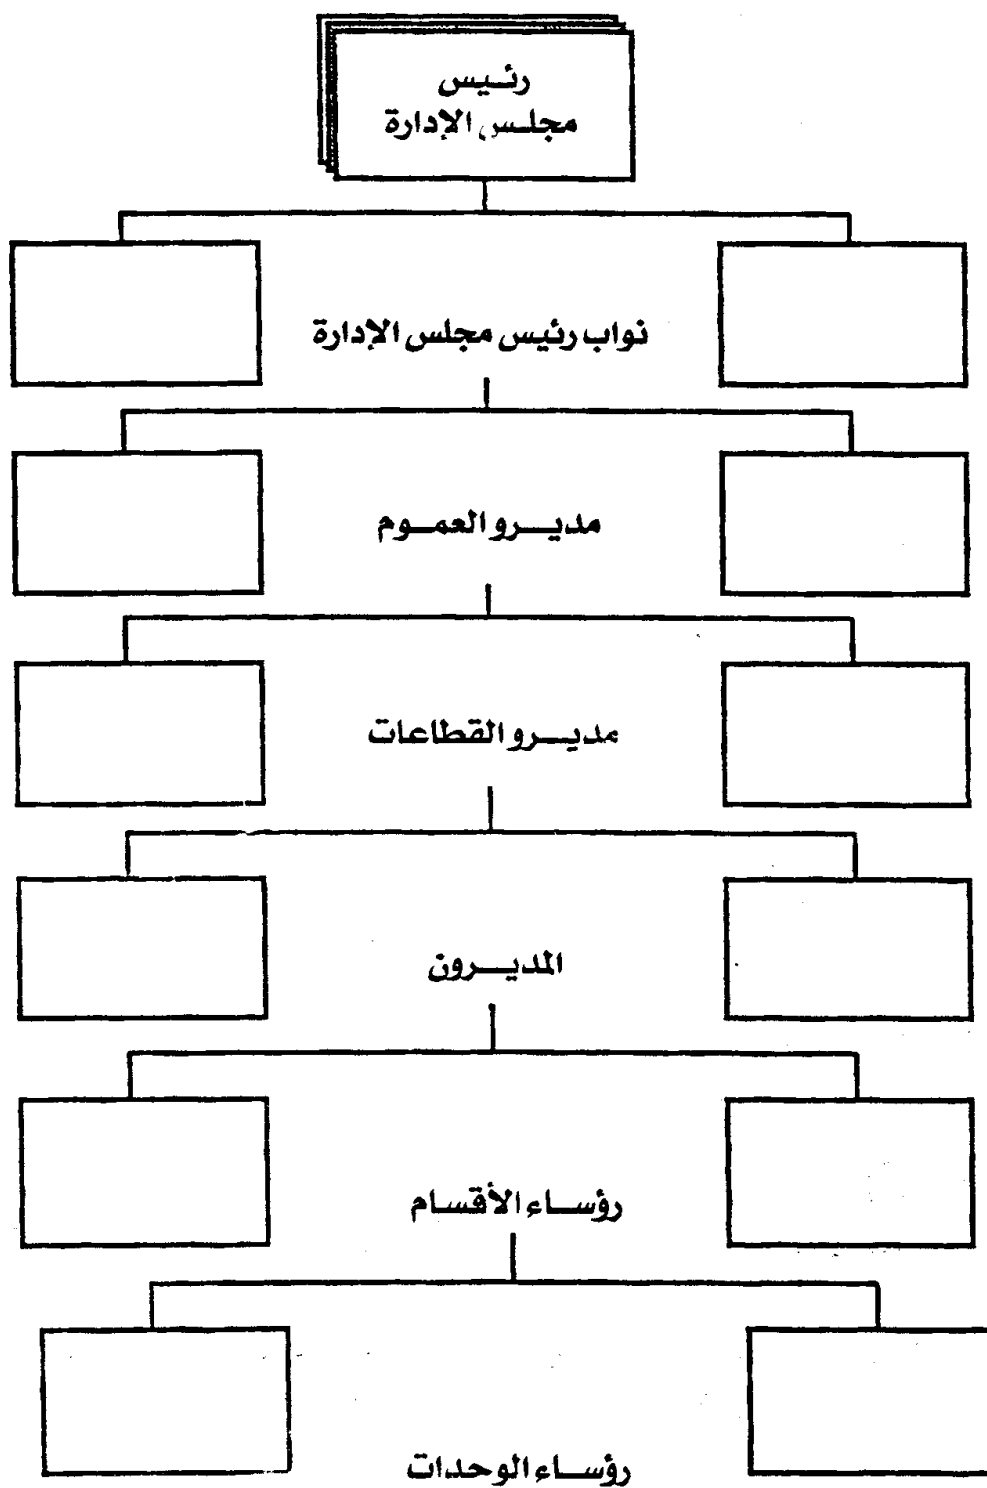 رئيس
مجلس الإدارة
نواب رئيس مجلس الإدارة
مديرو العموم
مديرو القطاعات
المديرون
رؤساء الأقسام
رؤساء الوحدات